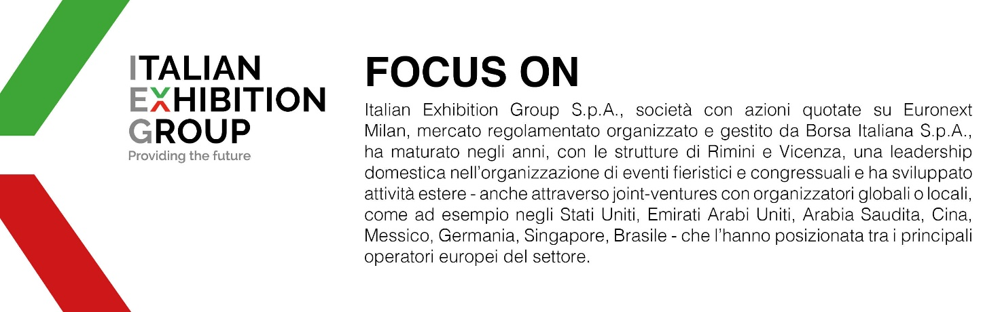 ITALIAN
EXHIBITION
GROUP
Providing the future
FOCUS ON
Italian Exhibition Group S.p.A., società con azioni quotate su Euronext
Milan, mercato regolamentato organizzato e gestito da Borsa Italiana S.p.A.,
ha maturato negli anni, con le strutture di Rimini e Vicenza, una leadership
domestica nell'organizzazione di eventi fieristici e congressuali e ha sviluppato
attività estere - anche attraverso joint-ventures con organizzatori globali o locali,
come ad esempio negli Stati Uniti, Emirati Arabi Uniti, Arabia Saudita, Cina,
Messico, Germania, Singapore, Brasile - che l'hanno posizionata tra i principali
operatori europei del settore.